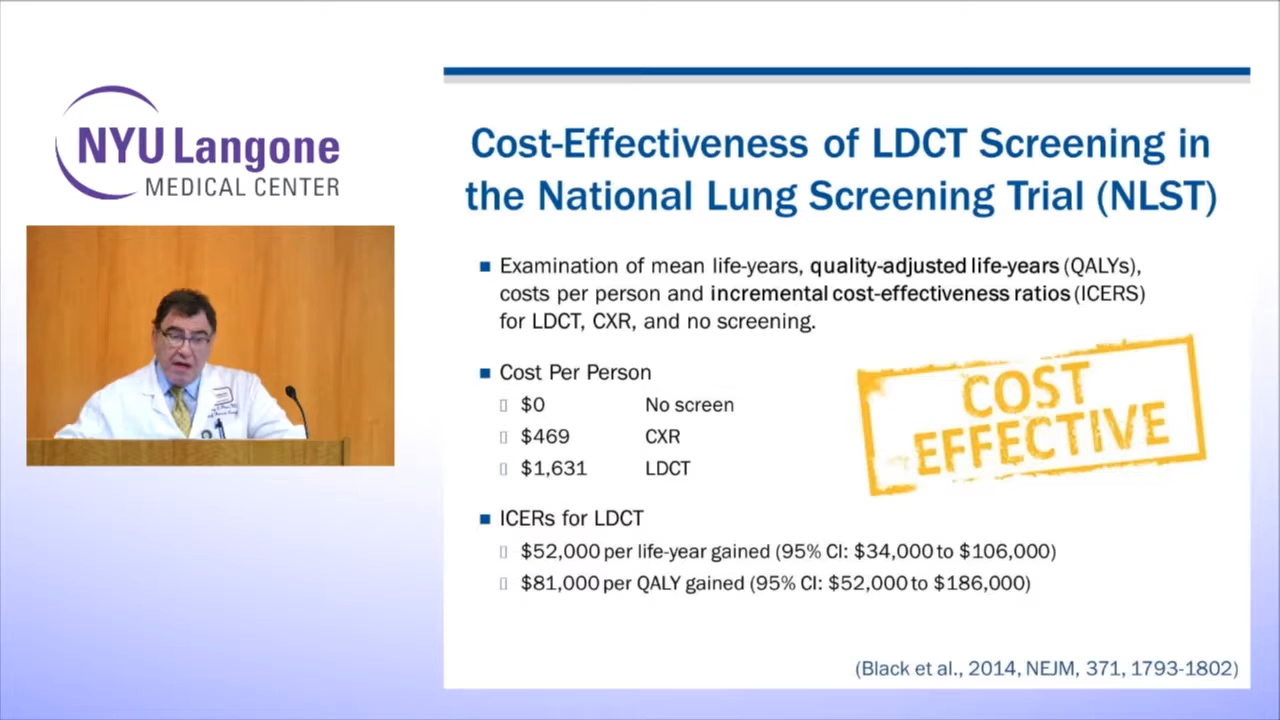 NYU Langone
MEDICAL CENTER
Cost-Effectiveness of LDCT Screening in
the National Lung Screening Trial (NLST)
Examination of mean life-years, quality-adjusted life-years (QALYs),
costs per person and incremental cost-effectiveness ratios (ICERS)
for LDCT, CXR, and no screening.
COST
EFFECTIVE
Cost Per Person
$0 No screen
$469 CXR
$1,631 LDCT
ICERs for LDCT
$52,000 per life-year gained (95% CI: $34,000 to $106,000)
$81,000 per QALY gained (95% CI: $52,000 to $186,000)
(Black et al., 2014, NEJM, 371, 1793-1802)